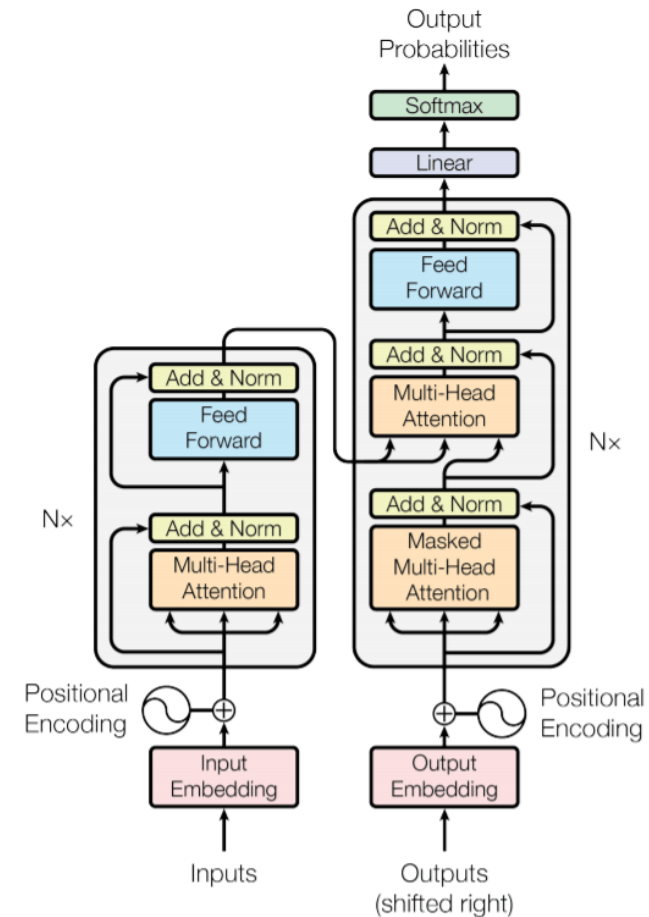 Output
Probabilities
Softmax
Linear
Add & Norm
Feed
Forward
Add & Norm
Multi-Head
Attention
Add & Norm
Masked
Multi-Head
Attention
N×
Add & Norm
Feed
Forward
Add & Norm
Multi-Head
Attention
N×
Positional
Encoding
Positional
Encoding
Input
Embedding
Output
Embedding
Inputs
Outputs
(shifted right)